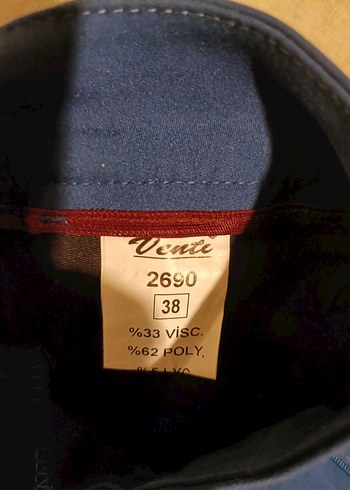 Venti
2690
38
%33 VİSC.
%62 POLY.